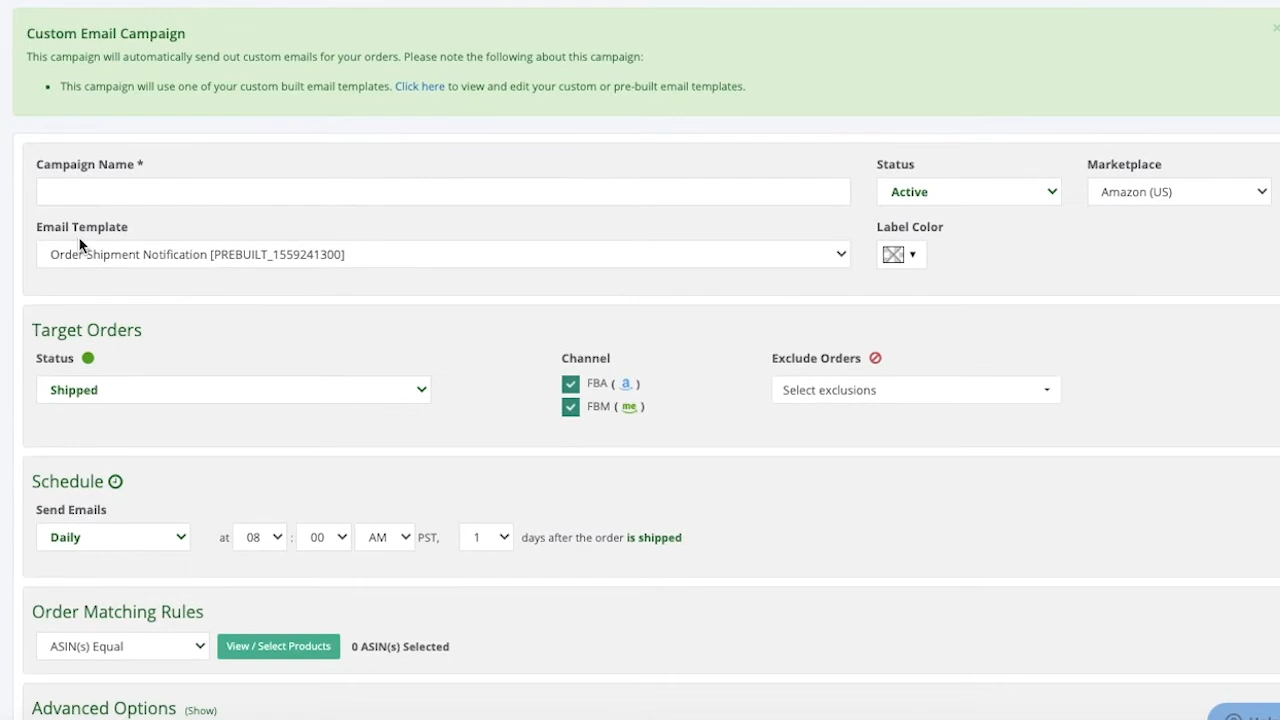 Custom Email Campaign
This campaign will automatically send out custom emails for your orders. Please note the following about this campaign:
• This campaign will use one of your custom built email templates. Click here to view and edit your custom or pre-built email templates.
Campaign Name *
Status
Marketplace
Active
Amazon (US)
Email Template
Label Color
Order Shipment Notification [PREBUILT_1559241300]
Target Orders
Status
Channel
Exclude Orders
Shipped
FBA ( a )
Select exclusions
FBM ( me )
Schedule
Send Emails
Daily at 08 : 00 AM PST, 1 days after the order is shipped
Order Matching Rules
ASIN(s) Equal View / Select Products 0 ASIN(s) Selected
Advanced Options (Show)